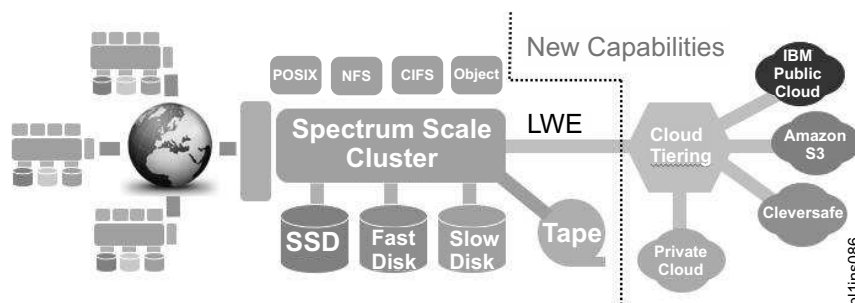 New Capabilities
POSIX
NFS
CIFS
Object
Spectrum Scale
Cluster
LWE
Cloud
Tiering
IBM
Public
Cloud
Amazon
S3
Cleversafe
Private
Cloud
SSD
Fast
Disk
Slow
Disk
Tape